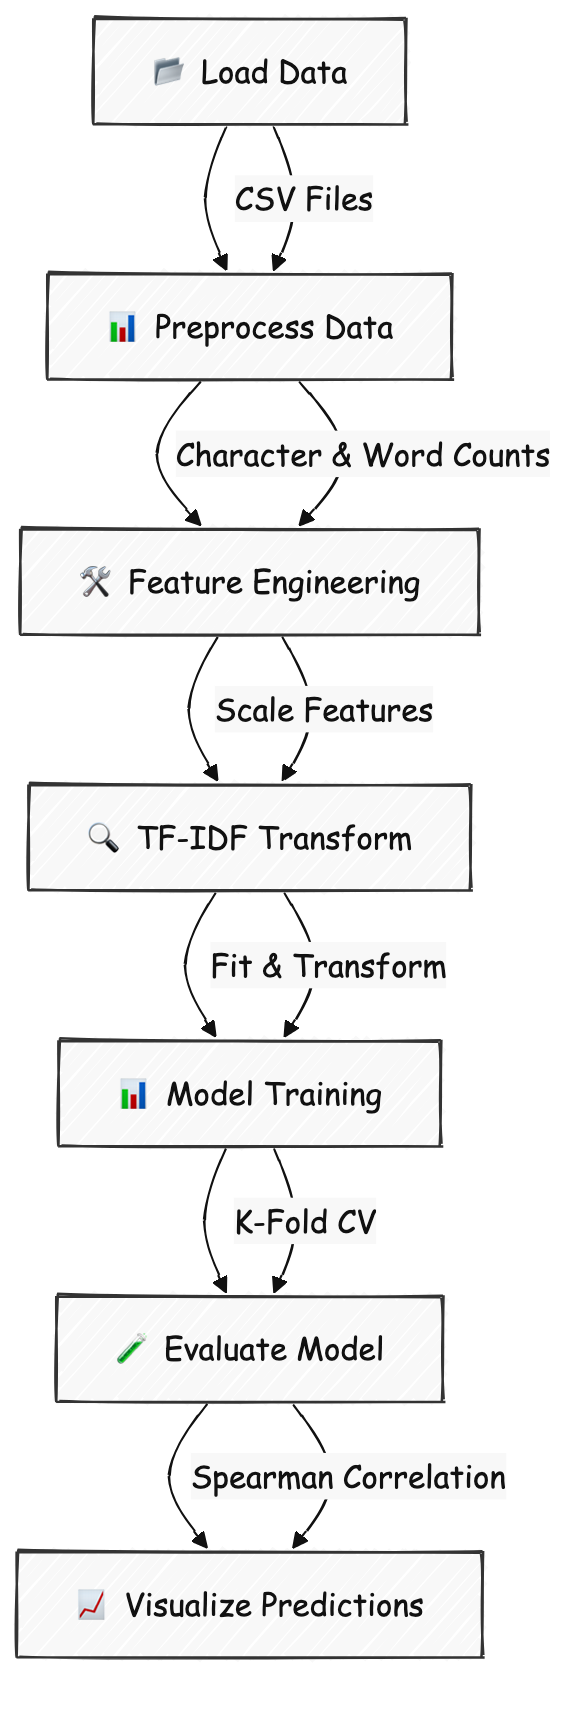 Load Data
CSV Files
Preprocess Data
Character & Word Counts
Feature Engineering
Scale Features
TF-IDF Transform
Fit & Transform
Model Training
K-Fold CV
Evaluate Model
Spearman Correlation
Visualize Predictions